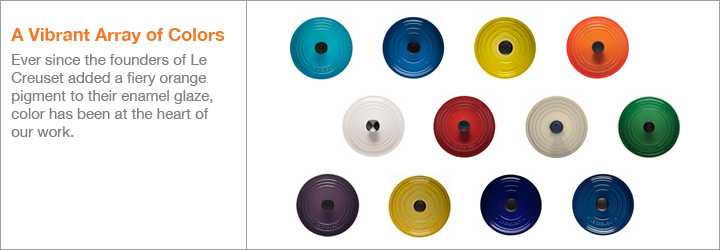 A Vibrant Array of Colors
Ever since the founders of Le
Creuset added a fiery orange
pigment to their enamel glaze,
color has been at the heart of
our work.